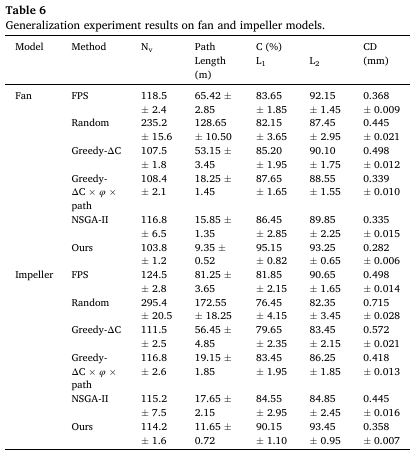 Table 6
Generalization experiment results on fan and impeller models.
Model Method Nv Path C (%) CD
Length L1 L2 (mm)
(m)
Fan FPS 118.5 65.42 ± 83.65 92.15 0.368
± 2.4 2.85 ± 1.85 ± 1.45 ± 0.009
Random 235.2 128.65 82.15 87.45 0.445
± 15.6 ± 10.50 ± 3.65 ± 2.95 ± 0.021
Greedy-ΔC 107.5 53.15 ± 85.20 90.10 0.498
± 1.8 3.45 ± 1.95 ± 1.75 ± 0.012
Greedy- 108.4 18.25 ± 87.65 88.55 0.339
ΔC × φ × ± 2.1 1.45 ± 1.65 ± 1.55 ± 0.010
path
NSGA-II 116.8 15.85 ± 86.45 89.85 0.335
± 6.5 1.35 ± 2.85 ± 2.25 ± 0.015
Ours 103.8 9.35 ± 95.15 93.25 0.282
± 1.2 0.52 ± 0.82 ± 0.65 ± 0.006
Impeller FPS 124.5 81.25 ± 81.85 90.65 0.498
± 2.8 3.65 ± 2.15 ± 1.65 ± 0.014
Random 295.4 172.55 76.45 82.35 0.715
± 20.5 ± 18.25 ± 4.15 ± 3.45 ± 0.028
Greedy-ΔC 111.5 56.45 ± 79.65 83.45 0.572
± 2.5 4.85 ± 2.35 ± 2.15 ± 0.021
Greedy- 116.8 19.15 ± 83.45 86.25 0.418
ΔC × φ × ± 2.6 1.85 ± 1.95 ± 1.85 ± 0.013
path
NSGA-II 115.2 17.65 ± 84.55 84.85 0.445
± 7.5 2.15 ± 2.95 ± 2.45 ± 0.016
Ours 114.2 11.65 ± 90.15 93.45 0.358
± 1.6 0.72 ± 1.10 ± 0.95 ± 0.007